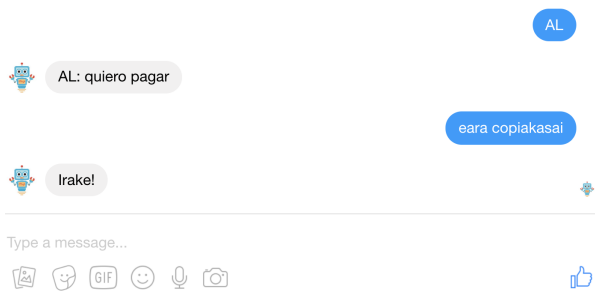 AL
AL: quiero pagar
eara copiakasai
Irake!
Type a message...
GIF